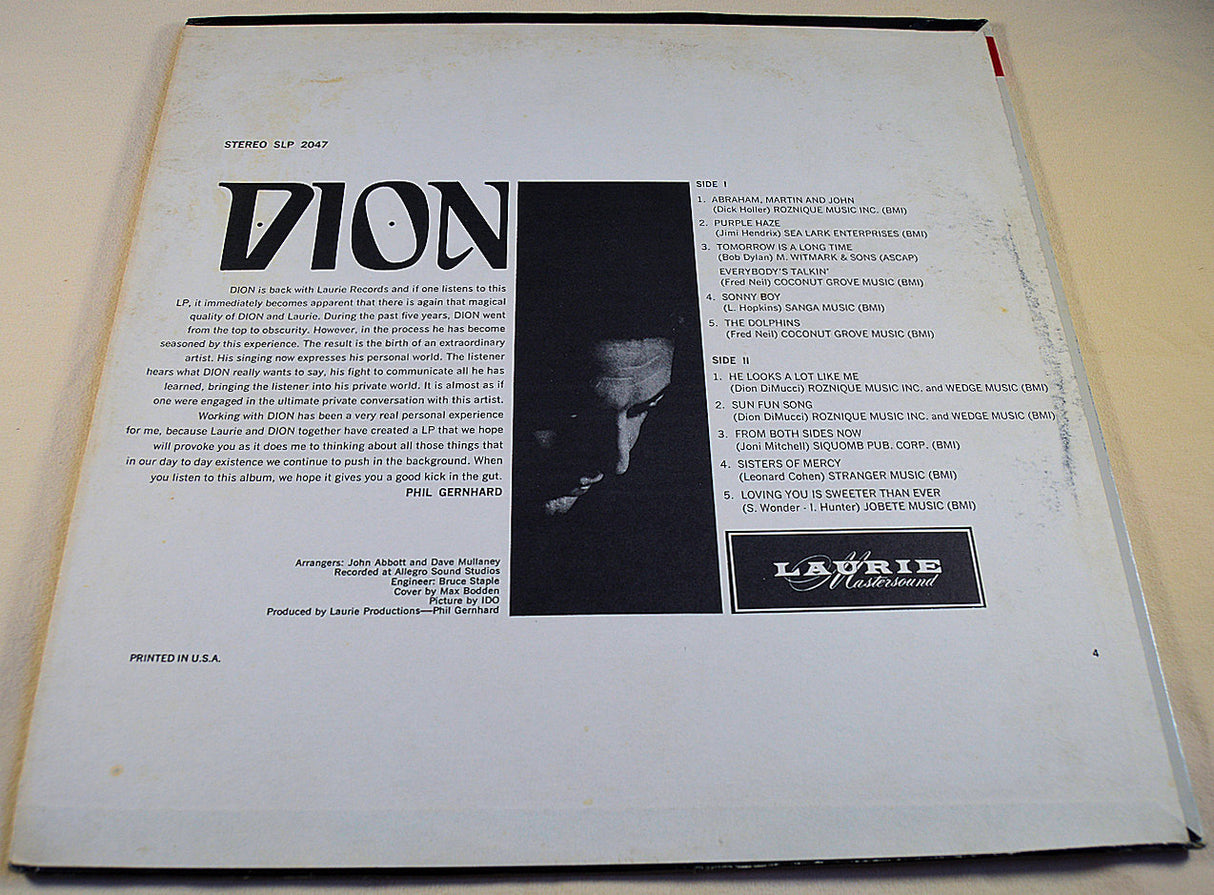 STEREO SLP 2047
DION
DION is back with Laurie Records and if one listens to this
LP, it immediately becomes apparent that there is again that magical
quality of DION and Laurie. During the past five years, DION went
from the top to obscurity. However, in the process he has become
seasoned by this experience. The result is the birth of an extraordinary
artist. His singing now expresses his personal world. The listener
hears what DION really wants to say, his fight to communicate all he has
learned, bringing the listener into his private world. It is almost as if
one were engaged in the ultimate private conversation with this artist.
Working with DION has been a very real personal experience
for me, because Laurie and DION together have created a LP that we hope
will provoke you as it does me to thinking about all those things that
in our day to day existence we continue to push in the background. When
you listen to this album, we hope it gives you a good kick in the gut.
PHIL GERNHARD
Arrangers: John Abbott and Dave Mullaney
Recorded at Allegro Sound Studios
Engineer: Bruce Staple
Cover by Max Bodden
Picture by IDO
Produced by Laurie Productions—Phil Gernhard
PRINTED IN U.S.A.
SIDE I
1. ABRAHAM, MARTIN AND JOHN
(Dick Holler) ROZNIQUE MUSIC INC. (BMI)
2. PURPLE HAZE
(Jimi Hendrix) SEA LARK ENTERPRISES (BMI)
3. TOMORROW IS A LONG TIME
(Bob Dylan) M. WITMARK & SONS (ASCAP)
EVERYBODY'S TALKIN'
(Fred Neil) COCONUT GROVE MUSIC (BMI)
4. SONNY BOY
(L. Hopkins) SANGA MUSIC (BMI)
5. THE DOLPHINS
(Fred Neil) COCONUT GROVE MUSIC (BMI)
SIDE II
1. HE LOOKS A LOT LIKE ME
(Dion DiMucci) ROZNIQUE MUSIC INC. and WEDGE MUSIC (BMI)
2. SUN FUN SONG
(Dion DiMucci) ROZNIQUE MUSIC INC. and WEDGE MUSIC (BMI)
3. FROM BOTH SIDES NOW
(Joni Mitchell) SIQUOMB PUB. CORP. (BMI)
4. SISTERS OF MERCY
(Leonard Cohen) STRANGER MUSIC (BMI)
5. LOVING YOU IS SWEETER THAN EVER
(S. Wonder - I. Hunter) JOBETE MUSIC (BMI)
LAURIE
Mastersound
4